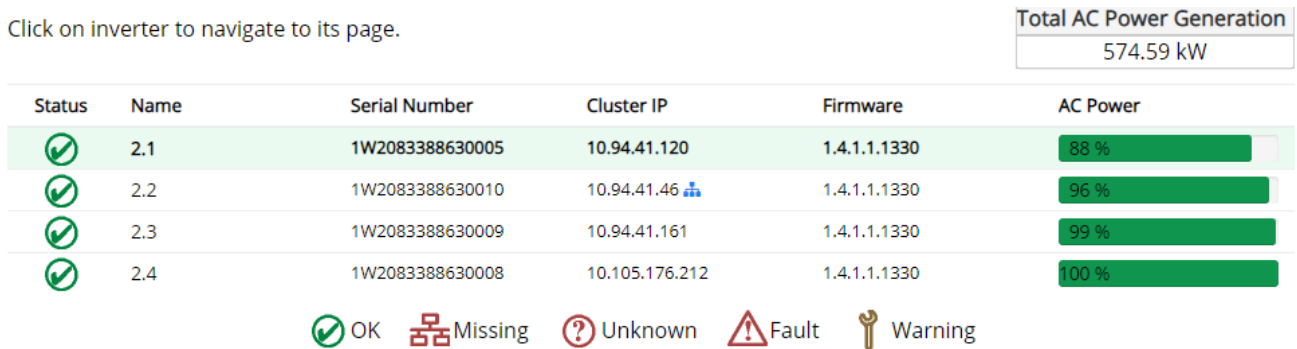 Click on inverter to navigate to its page.
Total AC Power Generation
574.59 kW
Status Name Serial Number Cluster IP Firmware AC Power
2.1 1W2083388630005 10.94.41.120 1.4.1.1.1330 88 %
2.2 1W2083388630010 10.94.41.46 1.4.1.1.1330 96 %
2.3 1W2083388630009 10.94.41.161 1.4.1.1.1330 99 %
2.4 1W2083388630008 10.105.176.212 1.4.1.1.1330 100 %
OK Missing Unknown Fault Warning